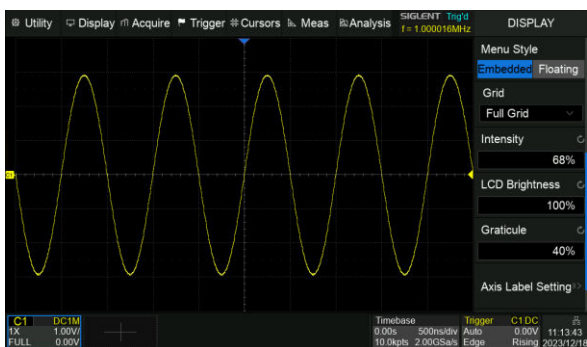 Utility Display Acquire Trigger Cursors Meas Analysis SIGLENT Trig'd
f = 1.000016MHz
DISPLAY
Menu Style
Embedded Floating
Grid
Full Grid
Intensity
68%
LCD Brightness
100%
Graticule
40%
Axis Label Setting
C1
C1 DC1M
1X 1.00V/
FULL 0.00V
Timebase
0.00s 500ns/div
10.0kpts 2.00GSa/s
Trigger C1 DC
Auto 0.00V
Edge Rising
11:13:43